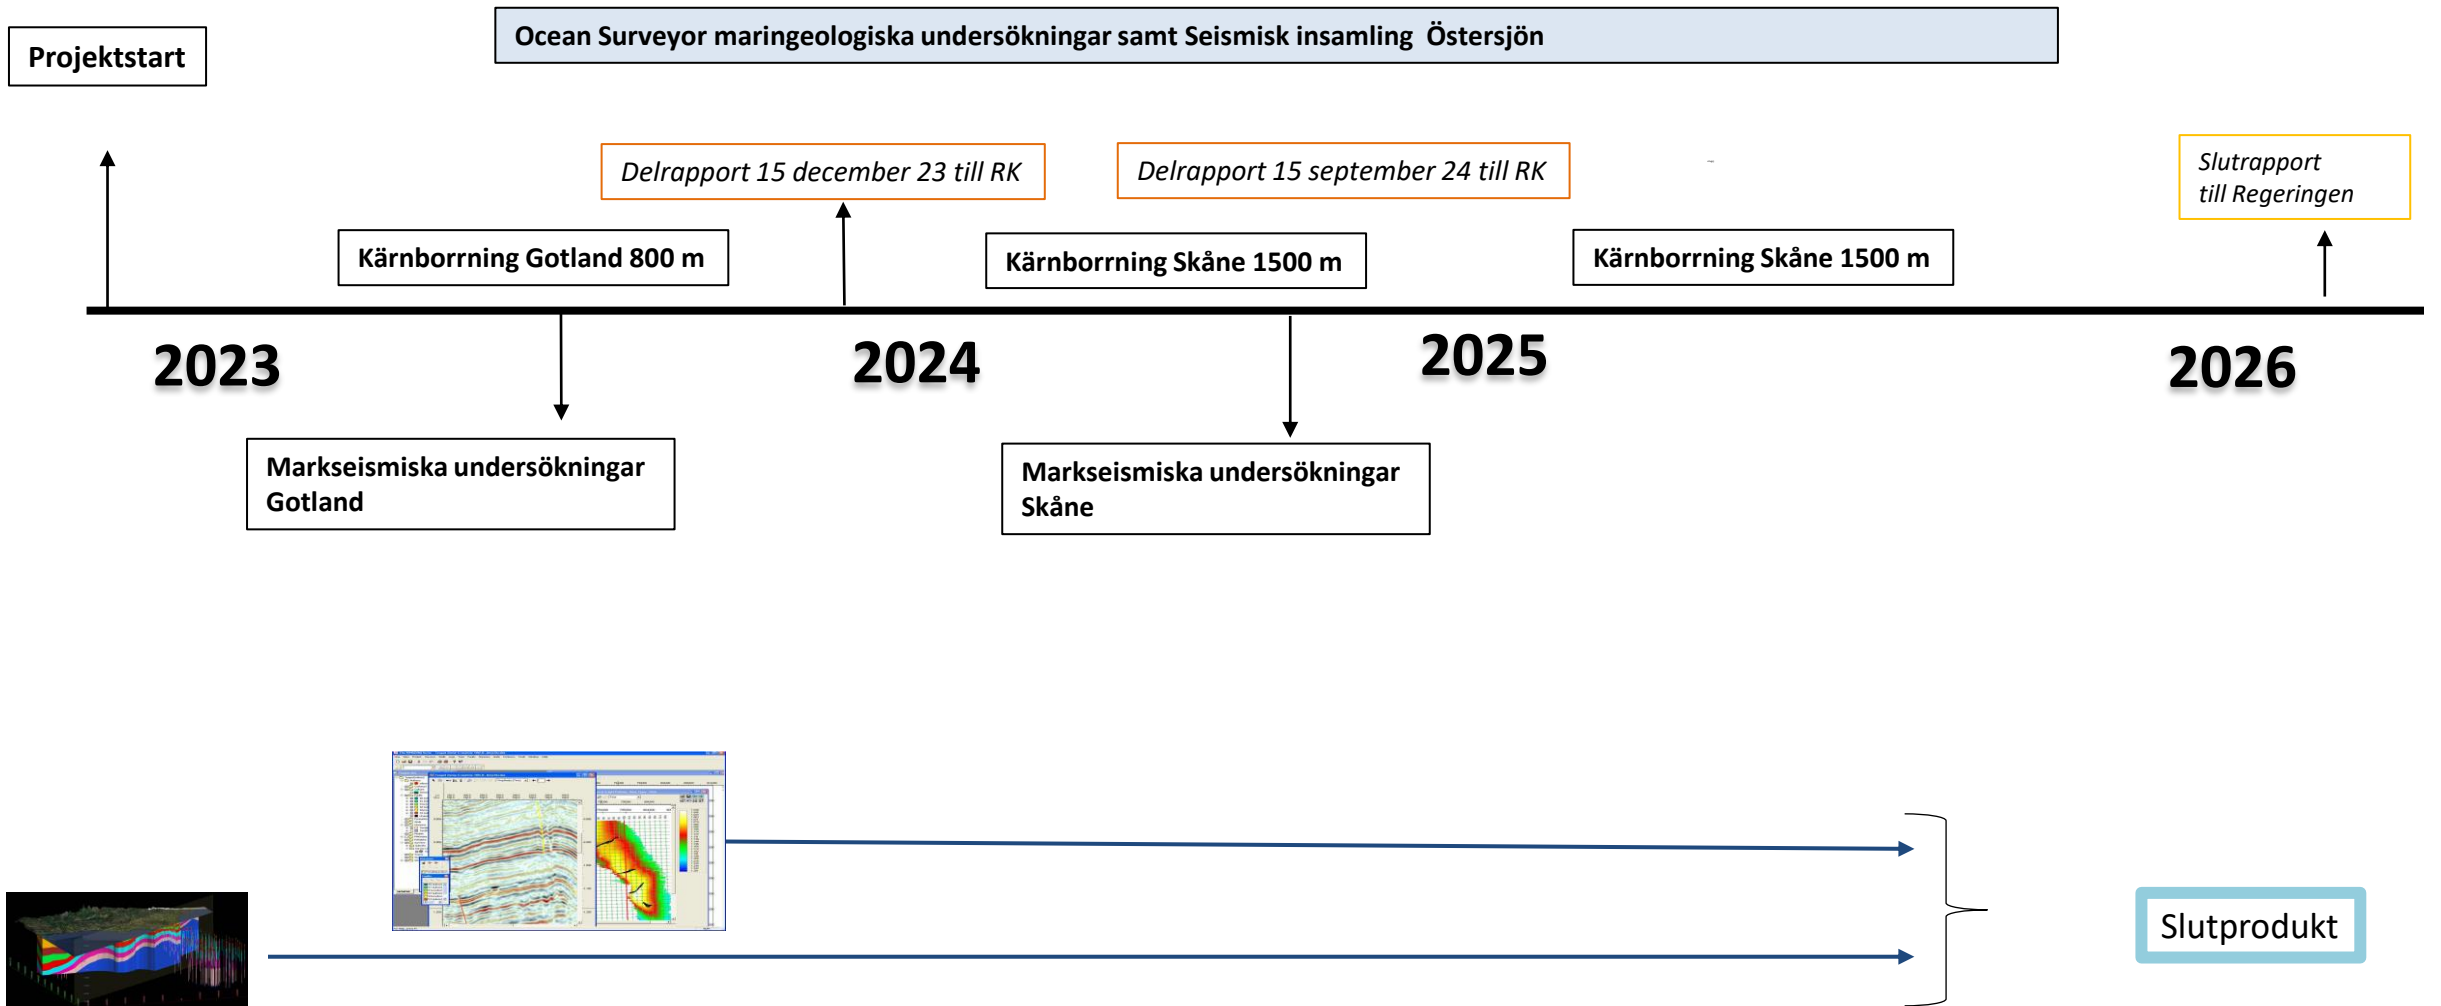 Ocean Surveyor maringeologiska undersökningar samt Seismisk insamling Östersjön
Projektstart
Delrapport 15 december 23 till RK
Delrapport 15 september 24 till RK
Slutrapport
till Regeringen
Kärnborrning Gotland 800 m
Kärnborrning Skåne 1500 m
Kärnborrning Skåne 1500 m
2023
2024
2025
2026
Markseismiska undersökningar
Gotland
Markseismiska undersökningar
Skåne
Slutprodukt